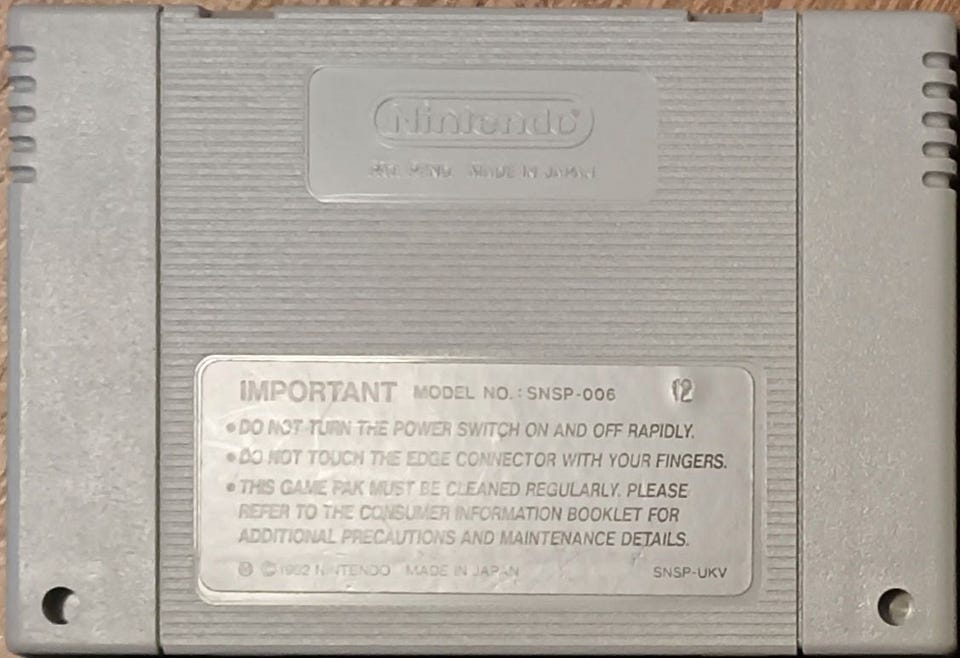 Nintendo®
PAT. PEND. MADE IN JAPAN
IMPORTANT MODEL NO.: SNSP-006 12
•DO NOT TURN THE POWER SWITCH ON AND OFF RAPIDLY.
•DO NOT TOUCH THE EDGE CONNECTOR WITH YOUR FINGERS.
•THIS GAME PAK MUST BE CLEANED REGULARLY. PLEASE
REFER TO THE CONSUMER INFORMATION BOOKLET FOR
ADDITIONAL PRECAUTIONS AND MAINTENANCE DETAILS.
Ⓜ ©1992 NINTENDO MADE IN JAPAN SNSP-UKV